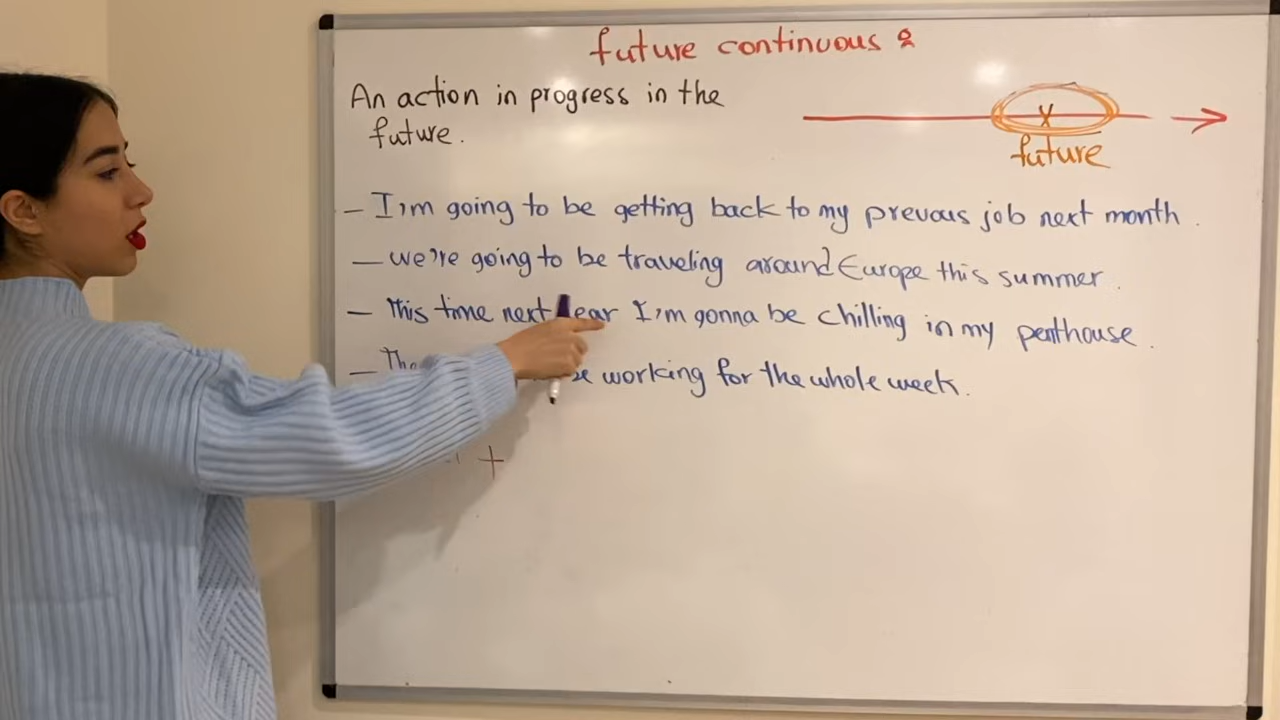 future continuous :
An action in progress in the
future.
future
- I'm going to be getting back to my prevous job next month.
- we're going to be traveling around Europe this summer.
- This time next year I'm gonna be chilling in my penthouse.
- working for the whole week.
+